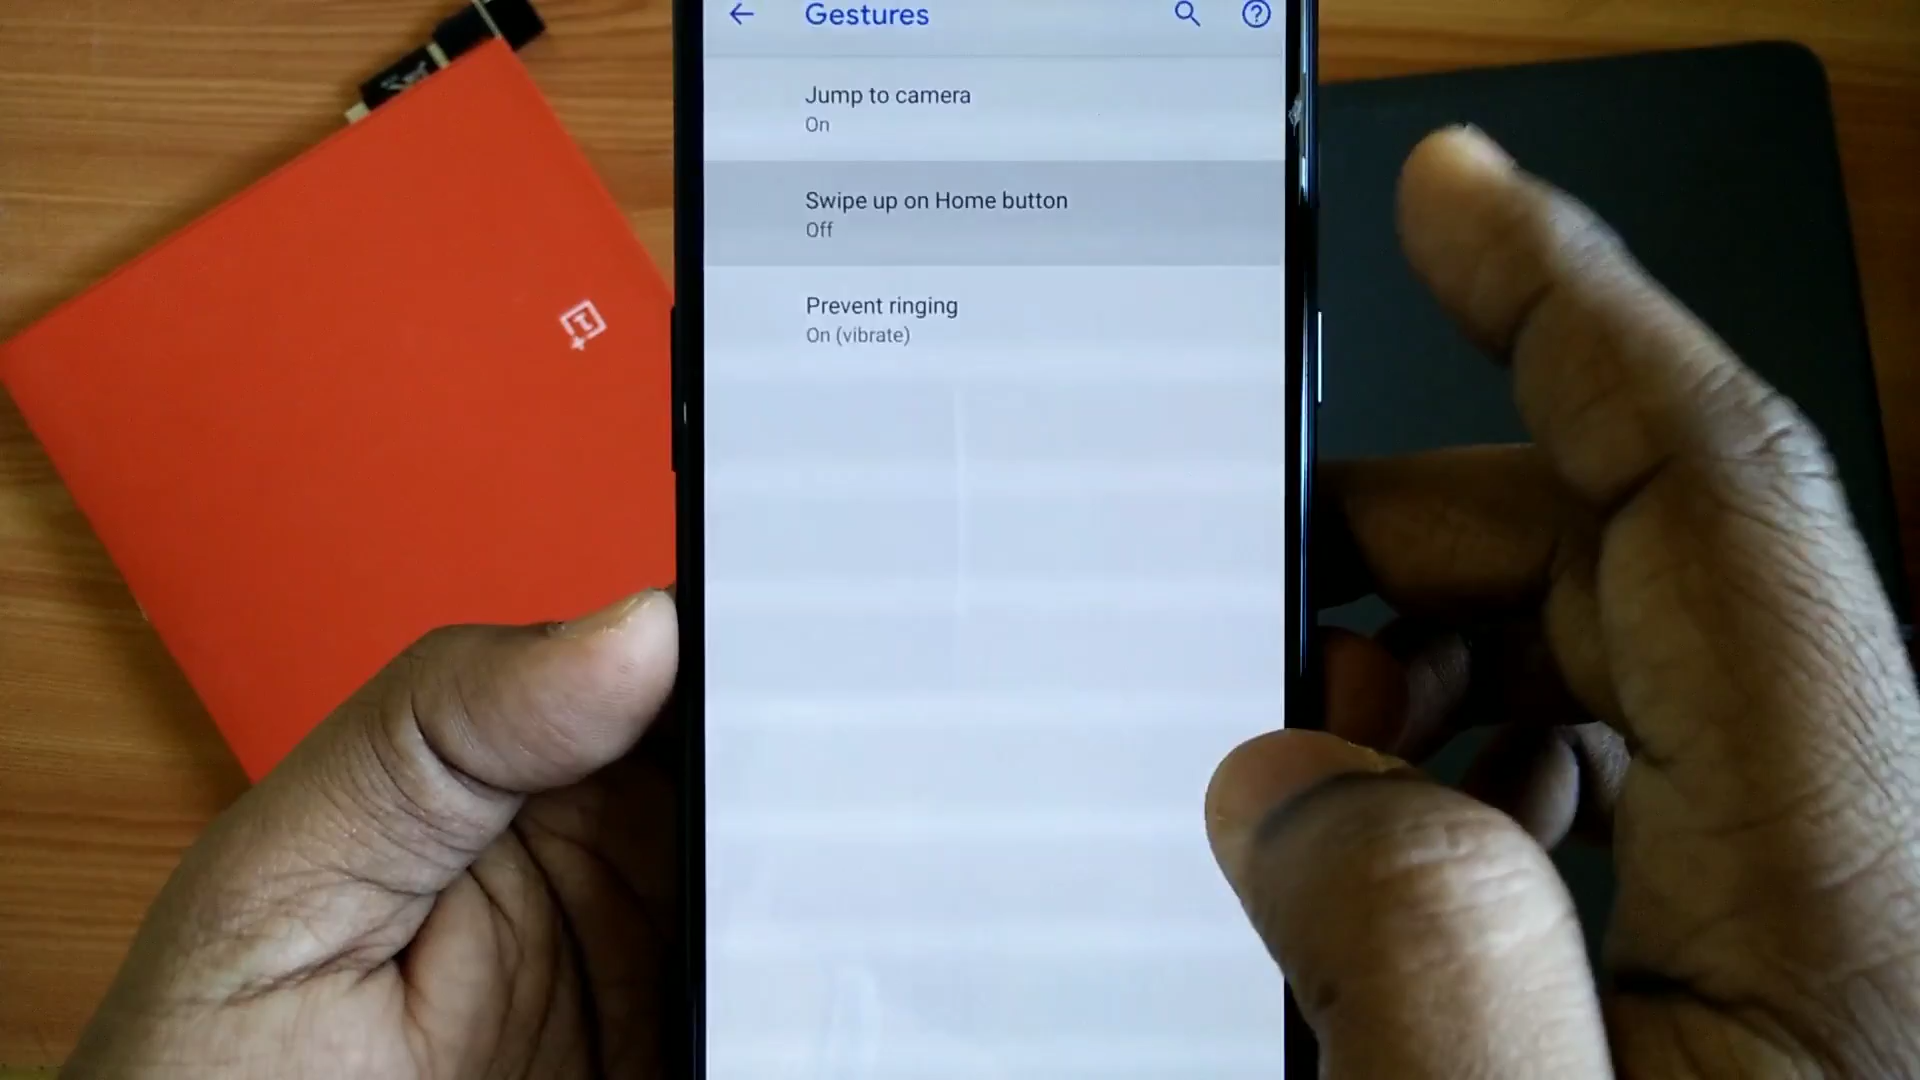 Gestures
Jump to camera
On
Swipe up on Home button
Off
Prevent ringing
On (vibrate)